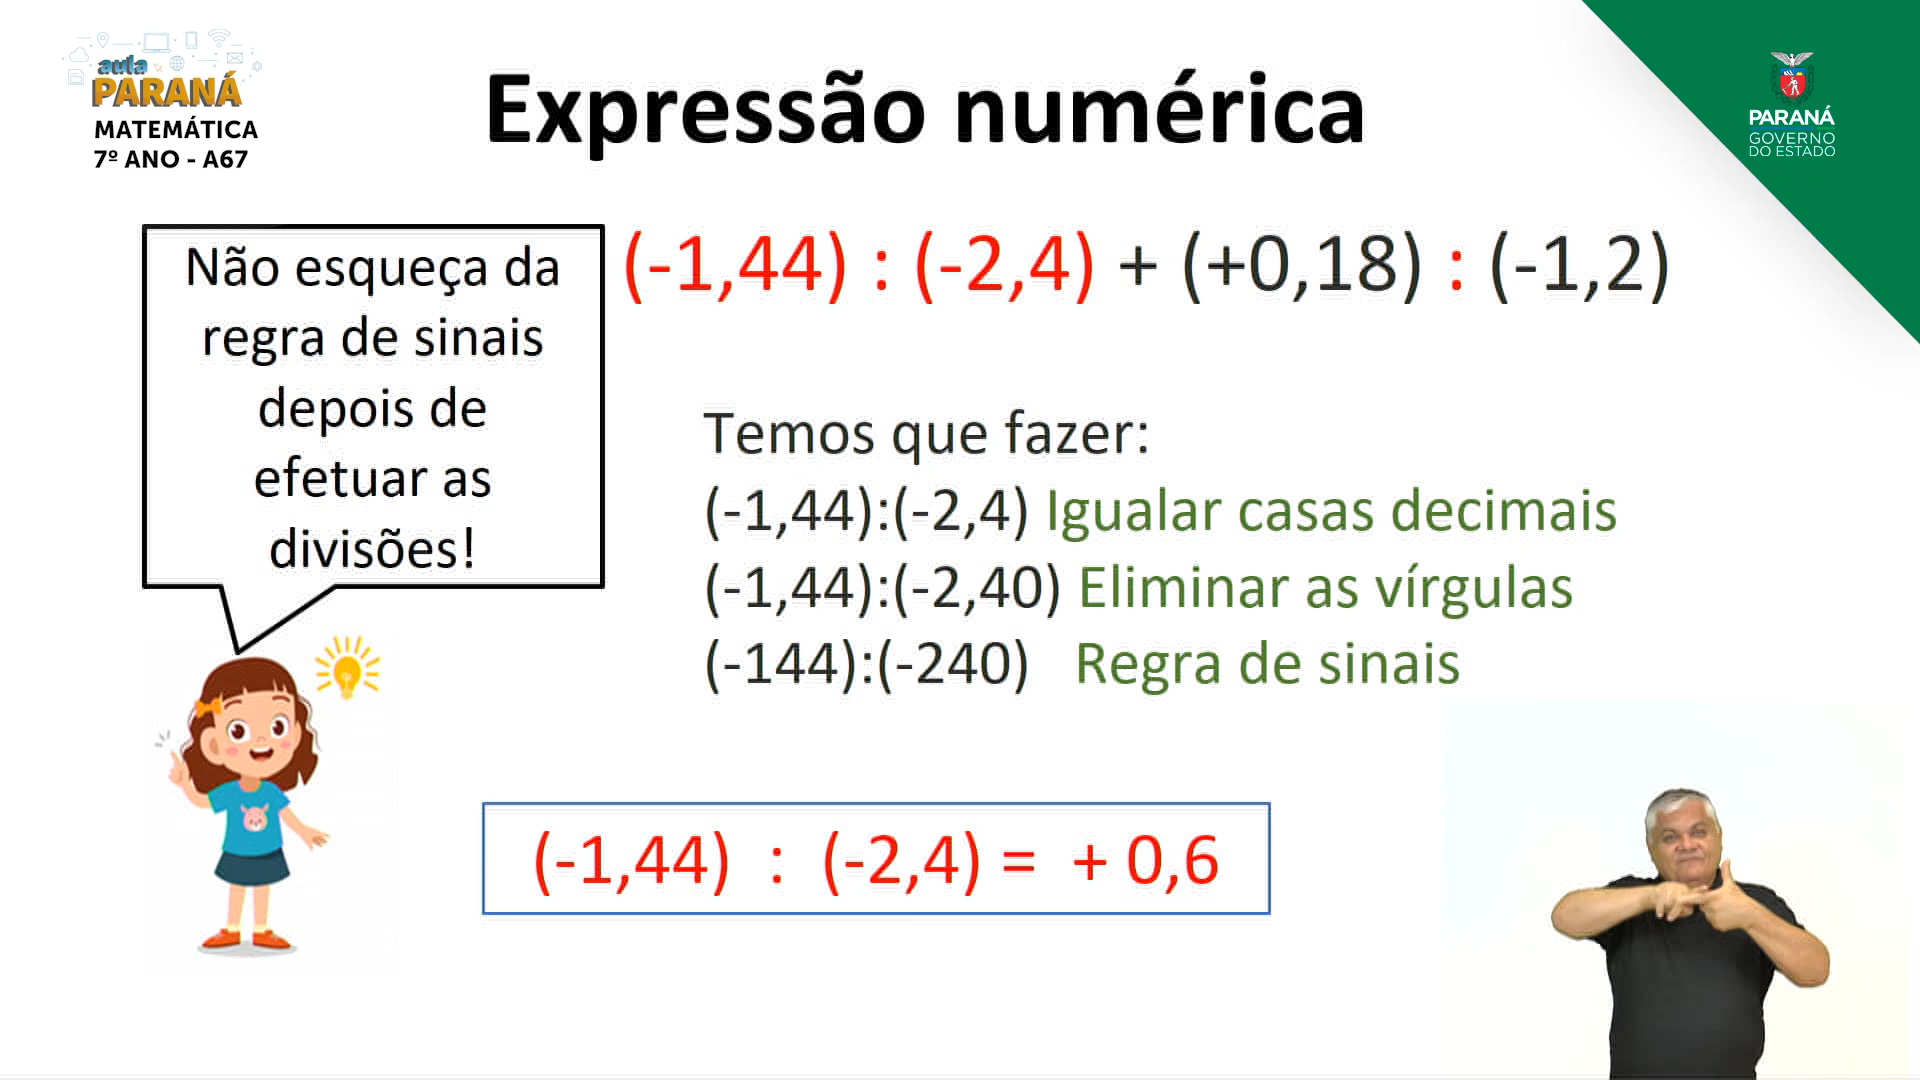 aula
PARANÁ
MATEMÁTICA
7º ANO - A67
Expressão numérica
PARANÁ
GOVERNO
DO ESTADO
Não esqueça da
regra de sinais
depois de
efetuar as
divisões!
(-1,44) : (-2,4) + (+0,18) : (-1,2)
Temos que fazer:
(-1,44):(-2,4) Igualar casas decimais
(-1,44):(-2,40) Eliminar as vírgulas
(-144):(-240) Regra de sinais
(-1,44) : (-2,4) = + 0,6